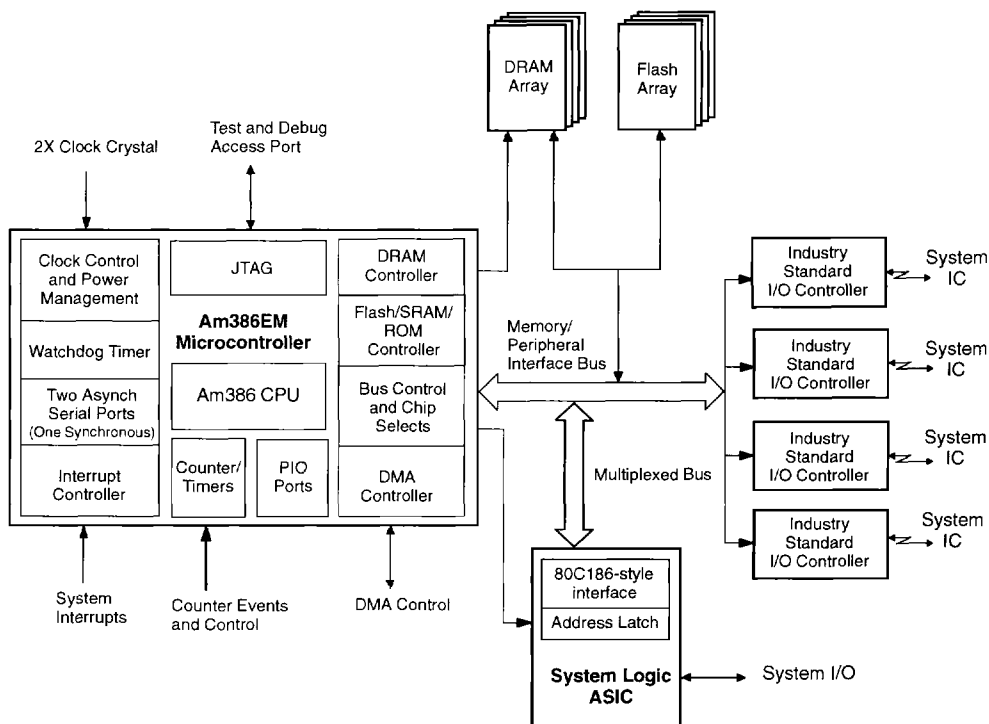 DRAM
Array
Flash
Array
Test and Debug
Access Port
2X Clock Crystal
Clock Control
and Power
Management
Watchdog Timer
Two Asynch
Serial Ports
(One Synchronous)
Interrupt
Controller
JTAG
Am386EM
Microcontroller
Am386 CPU
Counter/
Timers
PIO
Ports
DRAM
Controller
Flash/SRAM/
ROM
Controller
Bus Control
and Chip
Selects
DMA
Controller
Memory/
Peripheral
Interface Bus
Multiplexed Bus
Industry
Standard
I/O Controller
System
IC
Industry
Standard
I/O Controller
System
IC
Industry
Standard
I/O Controller
System
IC
Industry
Standard
I/O Controller
System
IC
System
Interrupts
Counter Events
and Control
DMA Control
80C186-style
interface
Address Latch
System Logic
ASIC
System I/O